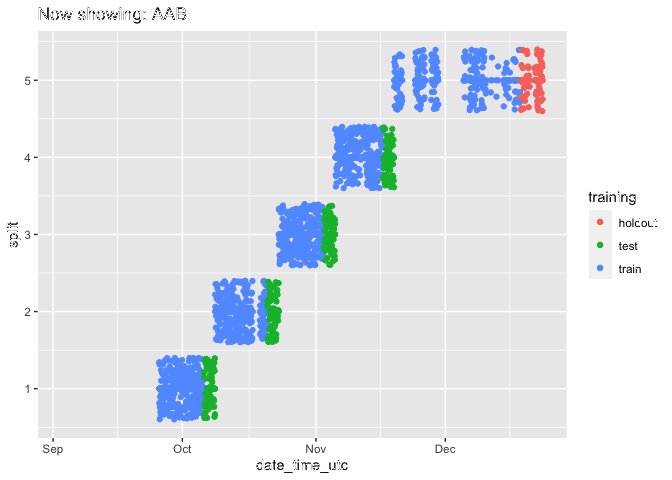 Now showing: AAB
5
4
3
2
1
split
Sep Oct Nov Dec
date_time_utc
training
holdout
test
train